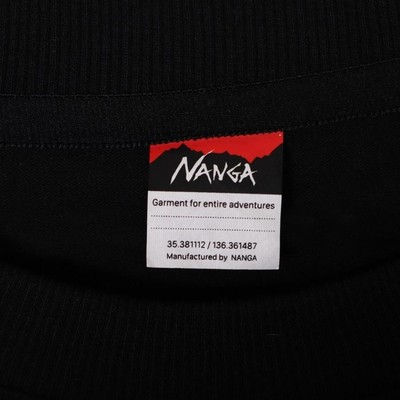 NANGA
Garment for entire adventures
35.381112 / 136.361487
Manufactured by NANGA